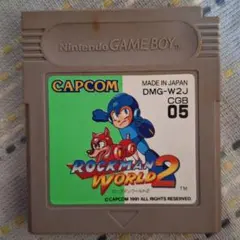 Nintendo GAME BOY
CAPCOM
MADE IN JAPAN
DMG-W2J
CGB
05
ROCKMAN
WORLD 2
TM
©CAPCOM 1991 ALL RIGHTS RESERVED.